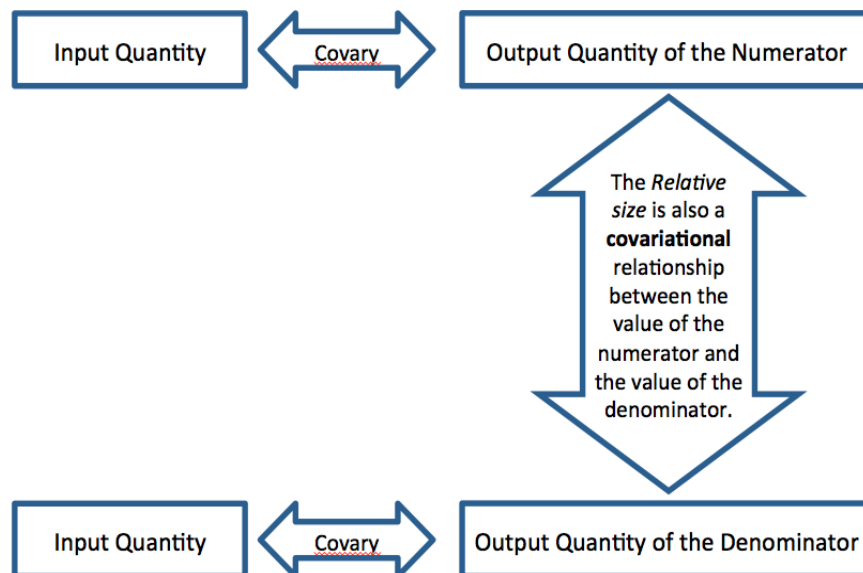 Input Quantity
Covary
Output Quantity of the Numerator
The Relative
size is also a
covariational
relationship
between the
value of the
numerator and
the value of the
denominator.
Input Quantity
Covary
Output Quantity of the Denominator